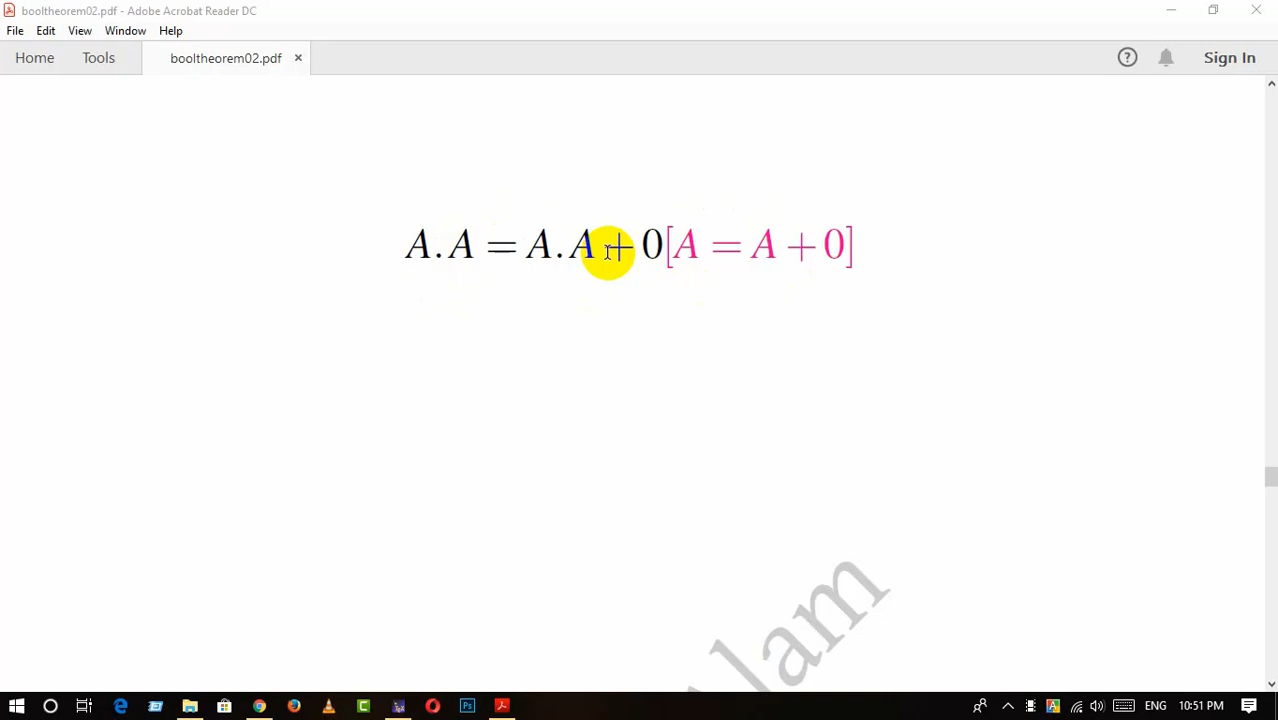 booltheorem02.pdf - Adobe Acrobat Reader DC
File Edit View Window Help
Home Tools booltheorem02.pdf × ? Sign In
A.A = A.A + 0[A = A + 0]
lam
ENG 10:51 PM